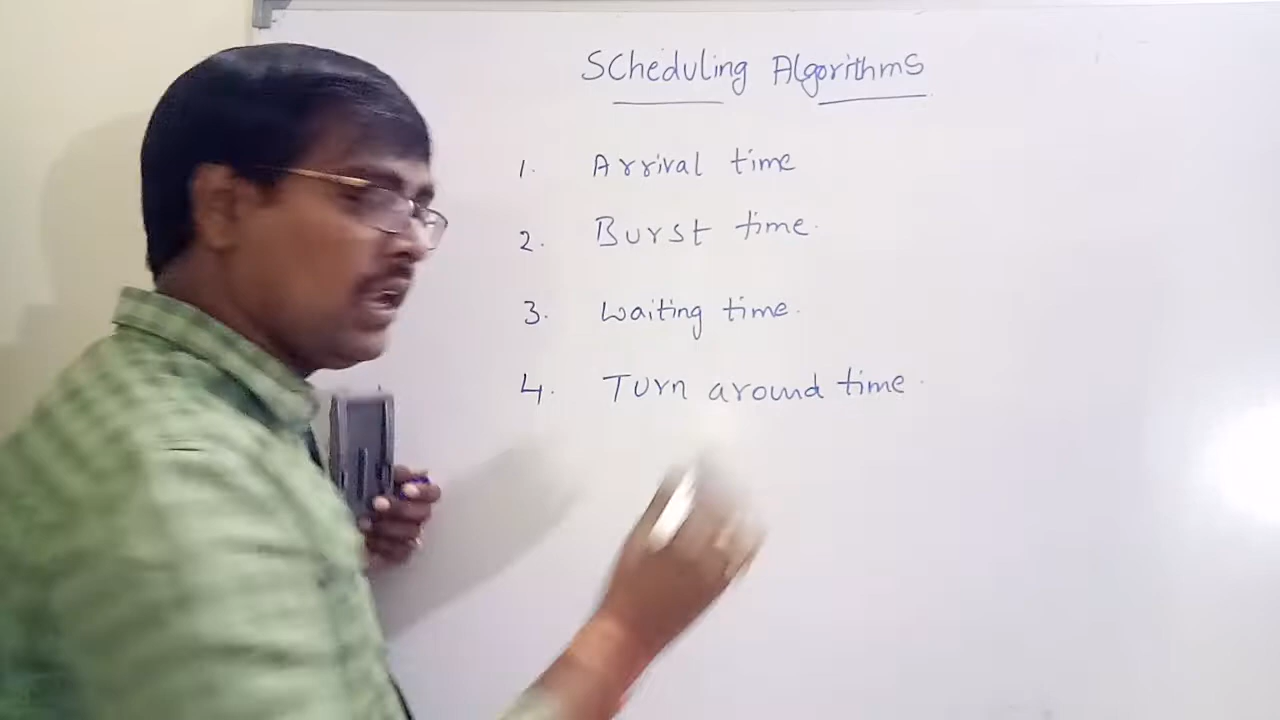 Scheduling Algorithms
1. Arrival time
2. Burst time.
3. Waiting time.
4. Turn around time.